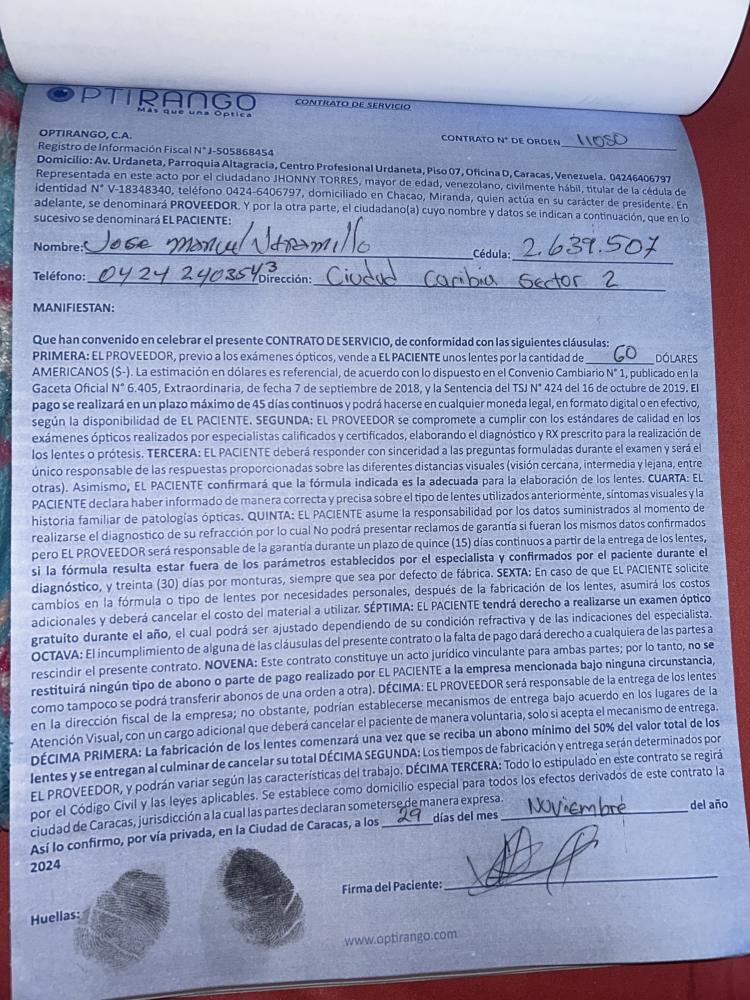 OPTIRANGO
Más que una Óptica
CONTRATO DE SERVICIO
OPTIRANGO, C.A.
CONTRATO N° DE ORDEN 11050
Registro de Información Fiscal N° J-505868454
Domicilio: Av. Urdaneta, Parroquia Altagracia, Centro Profesional Urdaneta, Piso 07, Oficina D, Caracas, Venezuela. 04246406797
Representada en este acto por el ciudadano JHONNY TORRES, mayor de edad, venezolano, civilmente hábil, titular de la cédula de
identidad N° V-18348340, teléfono 0424-6406797, domiciliado en Chacao, Miranda, quien actúa en su carácter de presidente. En
adelante, se denominará PROVEEDOR. Y por la otra parte, el ciudadano(a) cuyo nombre y datos se indican a continuación, que en lo
sucesivo se denominará EL PACIENTE:
Nombre: Jose Manuel Jaramillo Cédula: 2.639.507
Teléfono: 0424 2403543 Dirección: Ciudad Caribia Sector 2
MANIFIESTAN:
Que han convenido en celebrar el presente CONTRATO DE SERVICIO, de conformidad con las siguientes cláusulas:
PRIMERA: EL PROVEEDOR, previo a los exámenes ópticos, vende a EL PACIENTE unos lentes por la cantidad de 60 DÓLARES
AMERICANOS ($-). La estimación en dólares es referencial, de acuerdo con lo dispuesto en el Convenio Cambiario N° 1, publicado en la
Gaceta Oficial N° 6.405, Extraordinaria, de fecha 7 de septiembre de 2018, y la Sentencia del TSJ N° 424 del 16 de octubre de 2019. El
pago se realizará en un plazo máximo de 45 días continuos y podrá hacerse en cualquier moneda legal, en formato digital o en efectivo,
según la disponibilidad de EL PACIENTE. SEGUNDA: EL PROVEEDOR se compromete a cumplir con los estándares de calidad en los
exámenes ópticos realizados por especialistas calificados y certificados, elaborando el diagnóstico y RX prescrito para la realización de
los lentes o prótesis. TERCERA: EL PACIENTE deberá responder con sinceridad a las preguntas formuladas durante el examen y será el
único responsable de las respuestas proporcionadas sobre las diferentes distancias visuales (visión cercana, intermedia y lejana, entre
otras). Asimismo, EL PACIENTE confirmará que la fórmula indicada es la adecuada para la elaboración de los lentes. CUARTA: EL
PACIENTE declara haber informado de manera correcta y precisa sobre el tipo de lentes utilizados anteriormente, síntomas visuales y la
historia familiar de patologías ópticas. QUINTA: EL PACIENTE asume la responsabilidad por los datos suministrados al momento de
realizarse el diagnostico de su refracción por lo cual No podrá presentar reclamos de garantía si fueran los mismos datos confirmados
pero EL PROVEEDOR será responsable de la garantía durante un plazo de quince (15) días continuos a partir de la entrega de los lentes,
si la fórmula resulta estar fuera de los parámetros establecidos por el especialista y confirmados por el paciente durante el
diagnóstico, y treinta (30) días por monturas, siempre que sea por defecto de fábrica. SEXTA: En caso de que EL PACIENTE solicite
cambios en la fórmula o tipo de lentes por necesidades personales, después de la fabricación de los lentes, asumirá los costos
adicionales y deberá cancelar el costo del material a utilizar. SÉPTIMA: EL PACIENTE tendrá derecho a realizarse un examen óptico
gratuito durante el año, el cual podrá ser ajustado dependiendo de su condición refractiva y de las indicaciones del especialista.
OCTAVA: El incumplimiento de alguna de las cláusulas del presente contrato o la falta de pago dará derecho a cualquiera de las partes a
rescindir el presente contrato. NOVENA: Este contrato constituye un acto jurídico vinculante para ambas partes; por lo tanto, no se
restituirá ningún tipo de abono o parte de pago realizado por EL PACIENTE a la empresa mencionada bajo ninguna circunstancia,
como tampoco se podrá transferir abonos de una orden a otra). DÉCIMA: EL PROVEEDOR será responsable de la entrega de los lentes
en la dirección fiscal de la empresa; no obstante, podrían establecerse mecanismos de entrega bajo acuerdo en los lugares de la
Atención Visual, con un cargo adicional que deberá cancelar el paciente de manera voluntaria, solo si acepta el mecanismo de entrega.
DÉCIMA PRIMERA: La fabricación de los lentes comenzará una vez que se reciba un abono mínimo del 50% del valor total de los
lentes y se entregan al culminar de cancelar su total DÉCIMA SEGUNDA: Los tiempos de fabricación y entrega serán determinados por
EL PROVEEDOR, y podrán variar según las características del trabajo. DÉCIMA TERCERA: Todo lo estipulado en este contrato se regirá
por el Código Civil y las leyes aplicables. Se establece como domicilio especial para todos los efectos derivados de este contrato la
ciudad de Caracas, jurisdicción a la cual las partes declaran someterse de manera expresa.
Así lo confirmo, por vía privada, en la Ciudad de Caracas, a los 29 días del mes Noviembre del año
2024
Firma del Paciente:
Huellas:
www.optirango.com